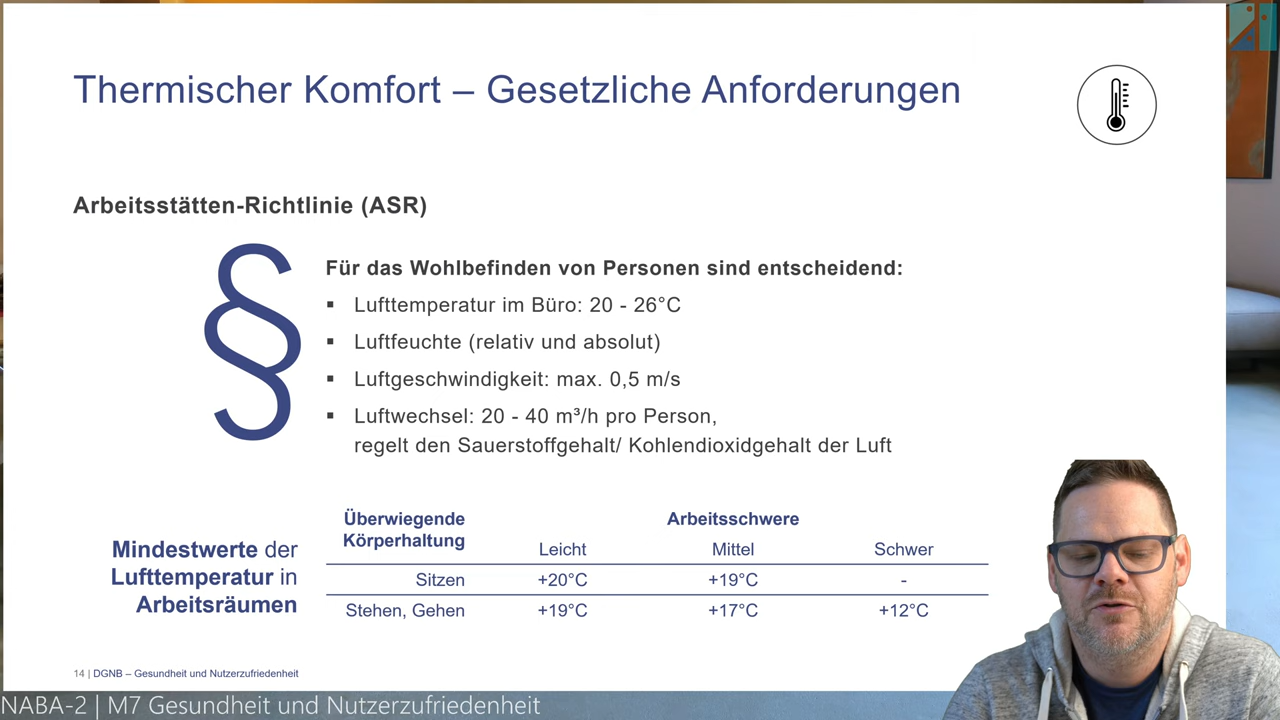 Thermischer Komfort – Gesetzliche Anforderungen
Arbeitsstätten-Richtlinie (ASR)
§
Für das Wohlbefinden von Personen sind entscheidend:
▪ Lufttemperatur im Büro: 20 - 26°C
▪ Luftfeuchte (relativ und absolut)
▪ Luftgeschwindigkeit: max. 0,5 m/s
▪ Luftwechsel: 20 - 40 m³/h pro Person,
regelt den Sauerstoffgehalt/ Kohlendioxidgehalt der Luft
Mindestwerte der
Lufttemperatur in
Arbeitsräumen
Überwiegende
Körperhaltung
Arbeitsschwere
Leicht Mittel Schwer
Sitzen +20°C +19°C -
Stehen, Gehen +19°C +17°C +12°C
14 | DGNB – Gesundheit und Nutzerzufriedenheit
NABA-2 | M7 Gesundheit und Nutzerzufriedenheit